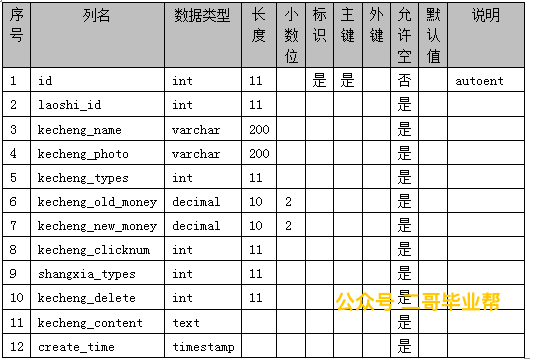 序号 列名 数据类型 长度 小数位 标识 主键 外键 允许空 默认值 说明
1 id int 11 是 是 否 autoent
2 laoshi_id int 11 是
3 kecheng_name varchar 200 是
4 kecheng_photo varchar 200 是
5 kecheng_types int 11 是
6 kecheng_old_money decimal 10 2 是
7 kecheng_new_money decimal 10 2 是
8 kecheng_clicknum int 11 是
9 shangxia_types int 11 是
10 kecheng_delete int 11 是
公众号 二哥毕业帮
11 kecheng_content text 是
12 create_time timestamp 是